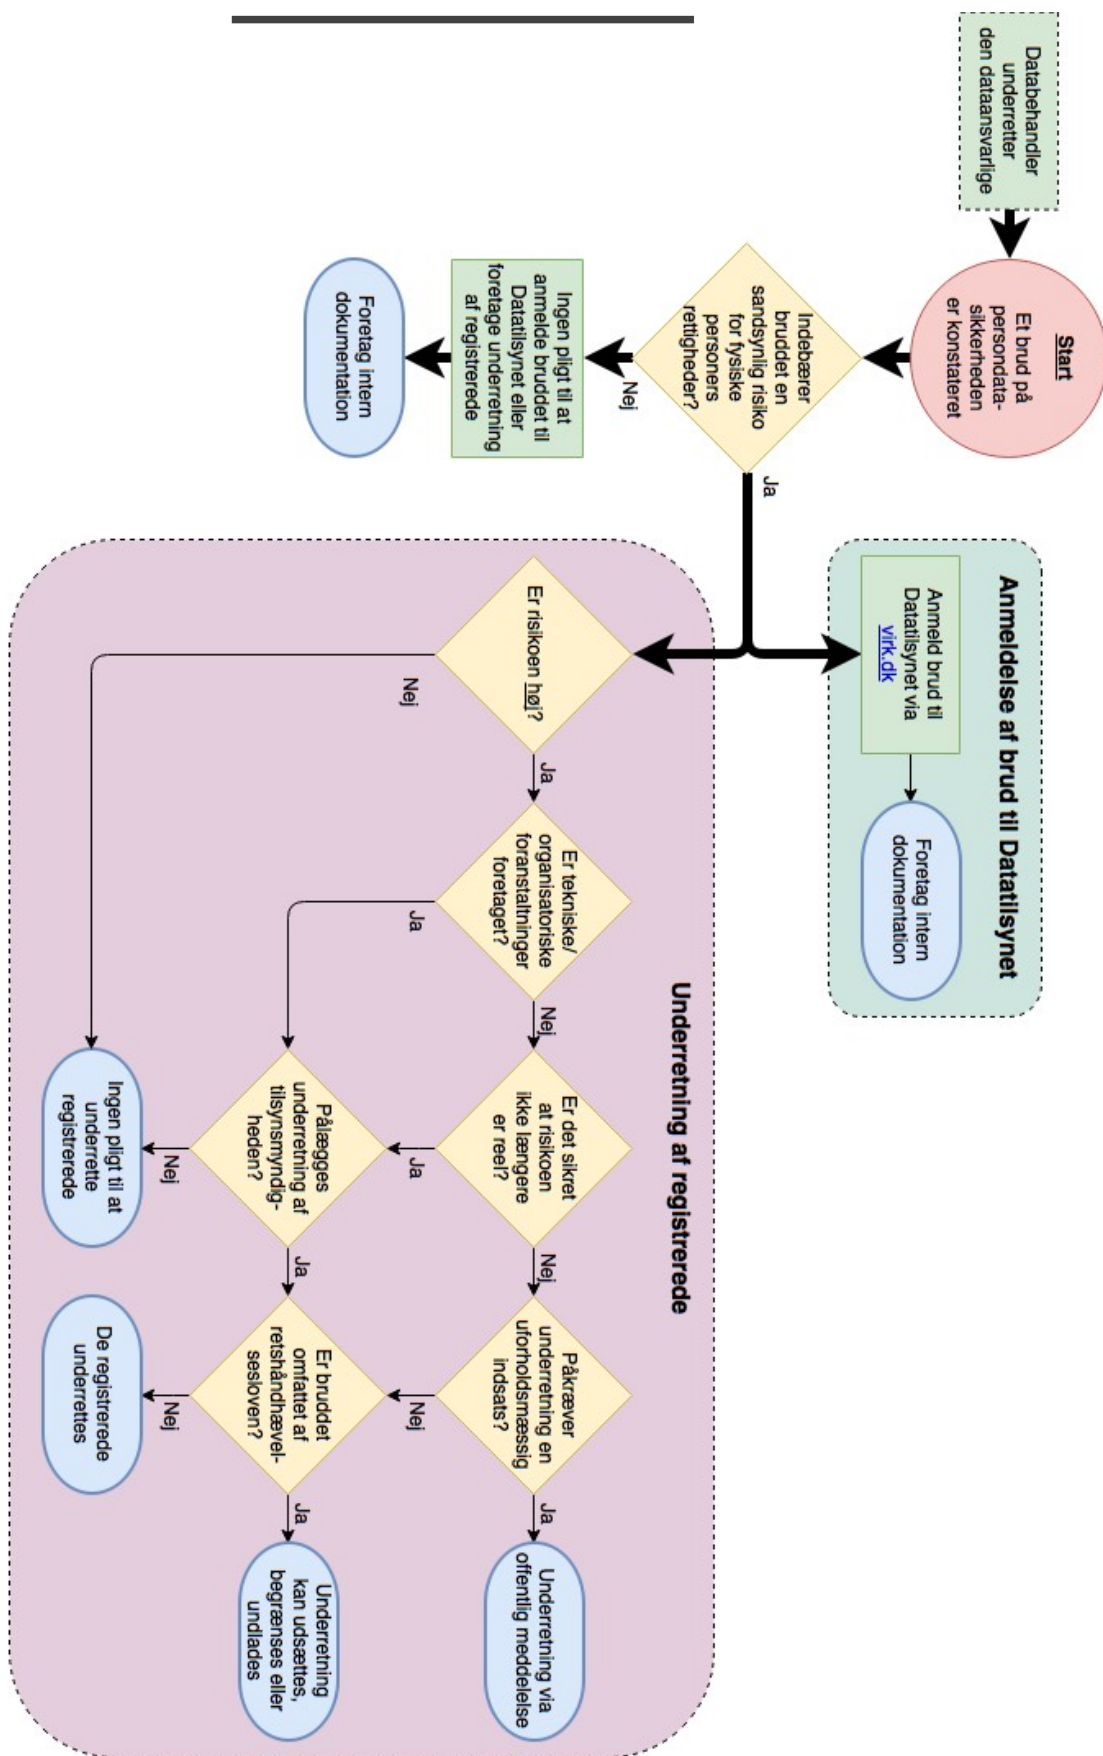 Databehandler
underretter
den dataansvarlige
Start
Et brud på
persondata-
sikkerheden
er konstateret
Indebærer
bruddet en
sandsynlig risiko
for fysiske
personers
rettigheder?
Nej
Ingen pligt til at
anmelde bruddet til
Datatilsynet eller
foretage underretning
af registrerede
Foretag intern
dokumentation
Ja
Anmeldelse af brud til Datatilsynet
Anmeld brud til
Datatilsynet via
virk.dk
Foretag intern
dokumentation
Underretning af registrerede
Er risikoen høj?
Nej
Ja
Er tekniske/
organisatoriske
foranstaltninger
foretaget?
Ja
Nej
Er det sikret
at risikoen
ikke længere
er reel?
Ja
Nej
Påkræver
underretning en
uforholdsmæssig
indsats?
Nej
Ja
Underretning via
offentlig meddelelse
Pålægges
underretning af
tilsynsmyndig-
heden?
Nej
Ja
Er bruddet
omfattet af
retshåndhævel-
sesloven?
Nej
Ja
Underretning
kan udsættes,
begrænses eller
undlades
Ingen pligt til at
underrette
registrerede
De registrerede
underrettes